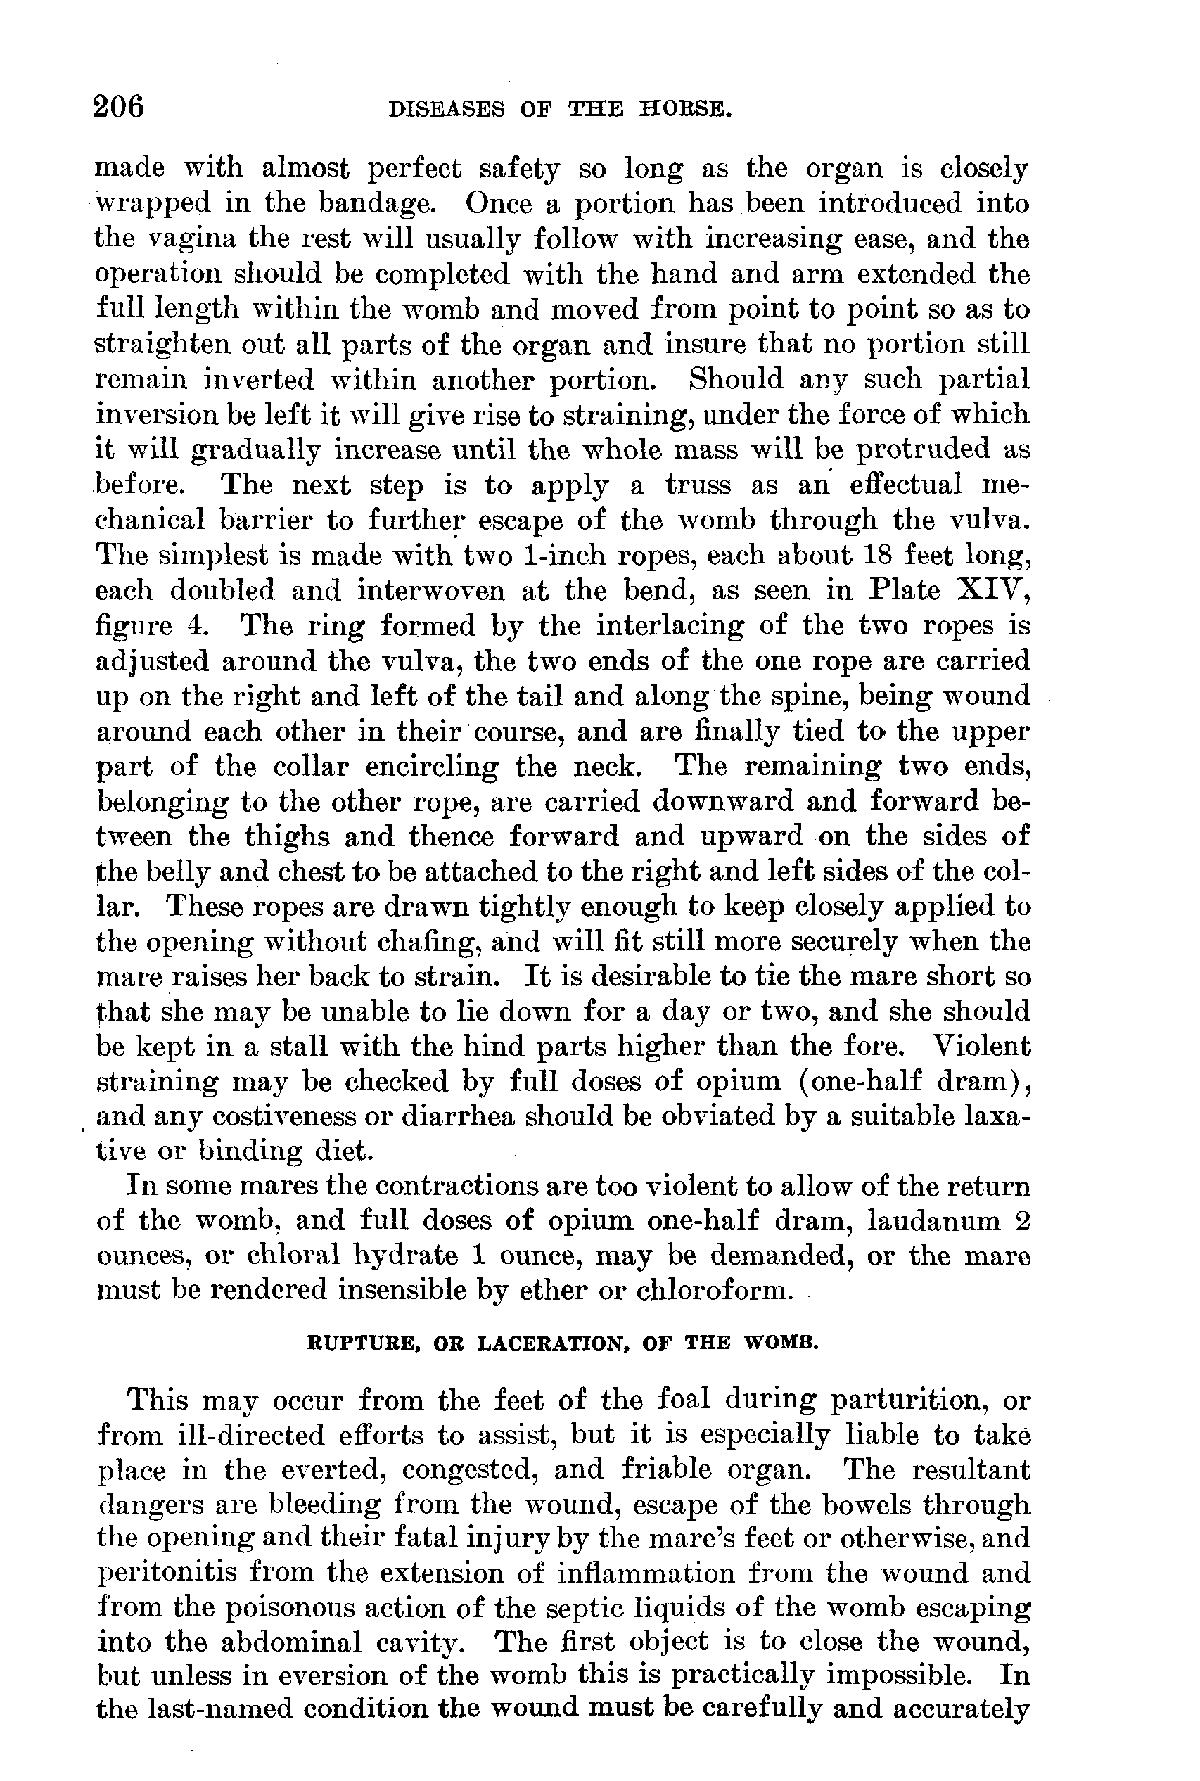 206 DISEASES OF THE HORSE.
made with almost perfect safety so long as the organ is closely
wrapped in the bandage. Once a portion has been introduced into
the vagina the rest will usually follow with increasing ease, and the
operation should be completed with the hand and arm extended the
full length within the womb and moved from point to point so as to
straighten out all parts of the organ and insure that no portion still
remain inverted within another portion. Should any such partial
inversion be left it will give rise to straining, under the force of which
it will gradually increase until the whole mass will be protruded as
before. The next step is to apply a truss as an effectual me-
chanical barrier to further escape of the womb through the vulva.
The simplest is made with two 1-inch ropes, each about 18 feet long,
each doubled and interwoven at the bend, as seen in Plate XIV,
figure 4. The ring formed by the interlacing of the two ropes is
adjusted around the vulva, the two ends of the one rope are carried
up on the right and left of the tail and along the spine, being wound
around each other in their course, and are finally tied to the upper
part of the collar encircling the neck. The remaining two ends,
belonging to the other rope, are carried downward and forward be-
tween the thighs and thence forward and upward on the sides of
the belly and chest to be attached to the right and left sides of the col-
lar. These ropes are drawn tightly enough to keep closely applied to
the opening without chafing, and will fit still more securely when the
mare raises her back to strain. It is desirable to tie the mare short so
that she may be unable to lie down for a day or two, and she should
be kept in a stall with the hind parts higher than the fore. Violent
straining may be checked by full doses of opium (one-half dram),
and any costiveness or diarrhea should be obviated by a suitable laxa-
tive or binding diet.
In some mares the contractions are too violent to allow of the return
of the womb, and full doses of opium one-half dram, laudanum 2
ounces, or chloral hydrate 1 ounce, may be demanded, or the mare
must be rendered insensible by ether or chloroform.
RUPTURE, OR LACERATION, OF THE WOMB.
This may occur from the feet of the foal during parturition, or
from ill-directed efforts to assist, but it is especially liable to take
place in the everted, congested, and friable organ. The resultant
dangers are bleeding from the wound, escape of the bowels through
the opening and their fatal injury by the mare's feet or otherwise, and
peritonitis from the extension of inflammation from the wound and
from the poisonous action of the septic liquids of the womb escaping
into the abdominal cavity. The first object is to close the wound,
but unless in eversion of the womb this is practically impossible. In
the last-named condition the wound must be carefully and accurately